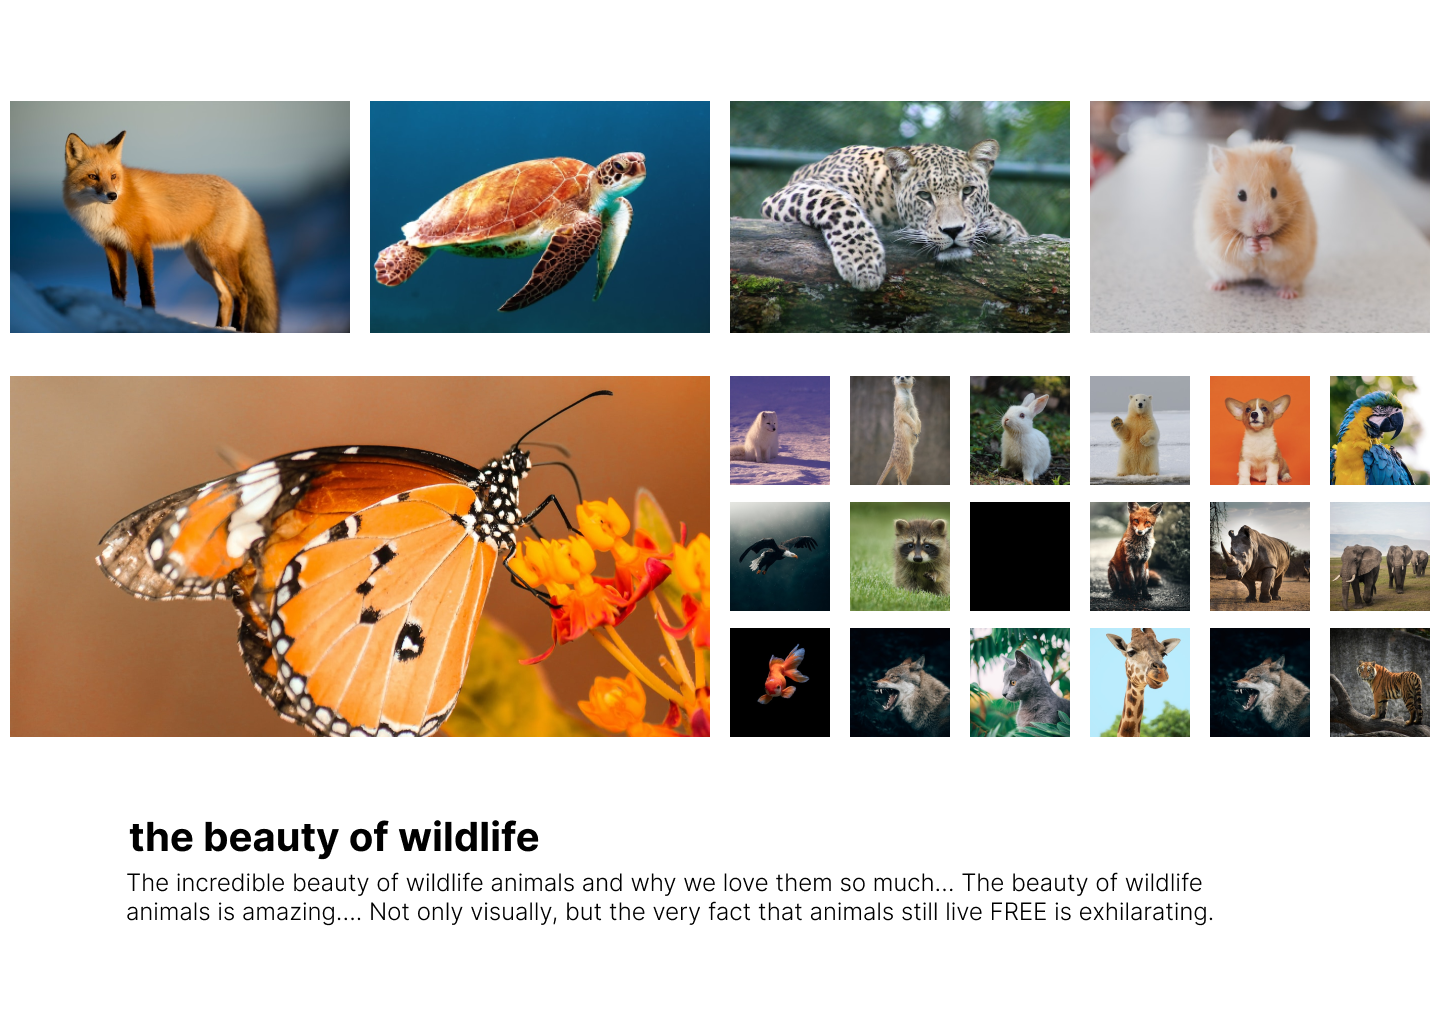 the beauty of wildlife
The incredible beauty of wildlife animals and why we love them so much... The beauty of wildlife
animals is amazing.... Not only visually, but the very fact that animals still live FREE is exhilarating.